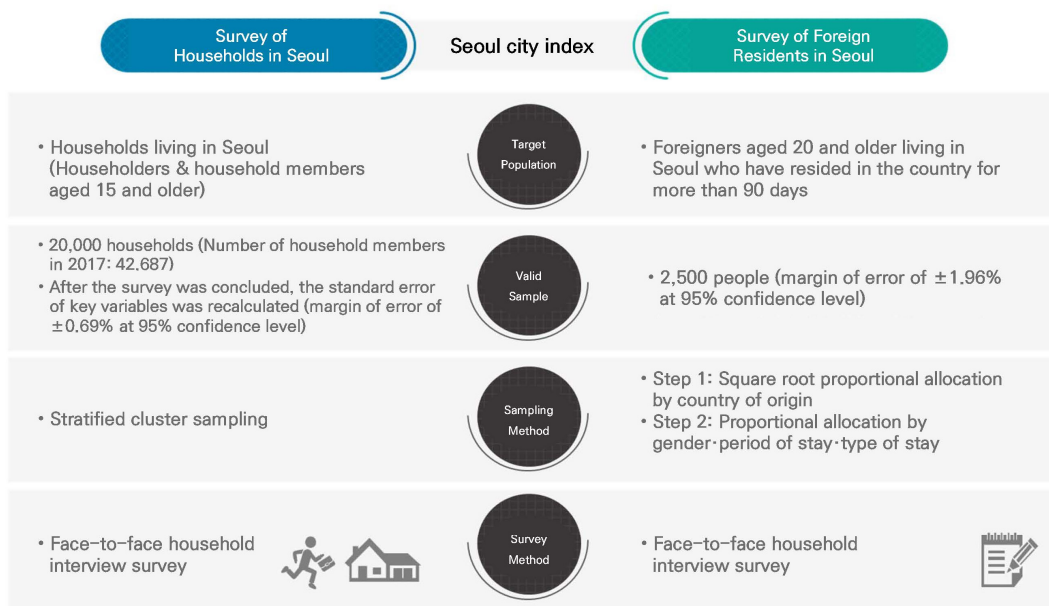 Survey of
Households in Seoul
Seoul city index
Survey of Foreign
Residents in Seoul
• Households living in Seoul
(Householders & household members
aged 15 and older)
Target
Population
• Foreigners aged 20 and older living in
Seoul who have resided in the country for
more than 90 days
• 20,000 households (Number of household members
in 2017: 42.687)
• After the survey was concluded, the standard error
of key variables was recalculated (margin of error of
±0.69% at 95% confidence level)
Valid
Sample
• 2,500 people (margin of error of ±1.96%
at 95% confidence level)
• Stratified cluster sampling
Sampling
Method
• Step 1: Square root proportional allocation
by country of origin
• Step 2: Proportional allocation by
gender·period of stay·type of stay
• Face-to-face household
interview survey
Survey
Method
• Face-to-face household
interview survey